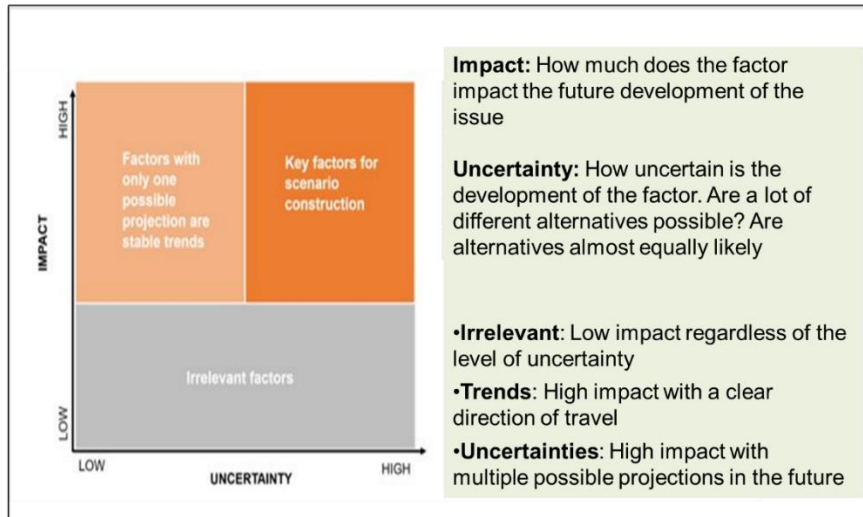 HIGH
IMPACT
LOW
Factors with
only one
possible
projection are
stable trends
Key factors for
scenario
construction
Irrelevant factors
LOW
UNCERTAINTY
HIGH
Impact: How much does the factor
impact the future development of the
issue
Uncertainty: How uncertain is the
development of the factor. Are a lot of
different alternatives possible? Are
alternatives almost equally likely
•Irrelevant: Low impact regardless of the
level of uncertainty
•Trends: High impact with a clear
direction of travel
•Uncertainties: High impact with
multiple possible projections in the future